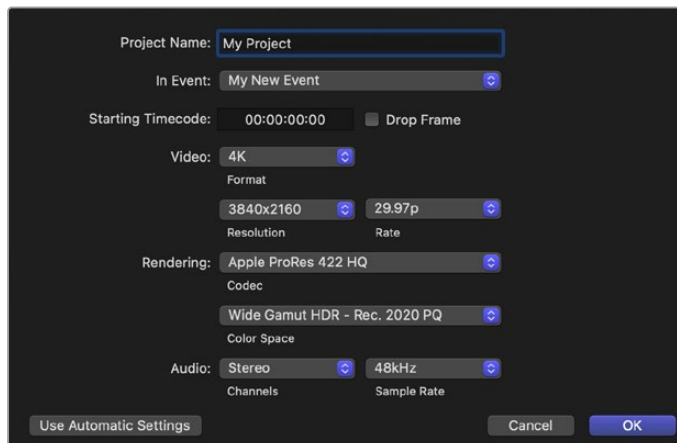 Project Name: My Project
In Event: My New Event
Starting Timecode: 00:00:00:00 Drop Frame
Video: 4K
Format
3840x2160 29.97p
Resolution Rate
Rendering: Apple ProRes 422 HQ
Codec
Wide Gamut HDR - Rec. 2020 PQ
Color Space
Audio: Stereo 48kHz
Channels Sample Rate
Use Automatic Settings Cancel OK